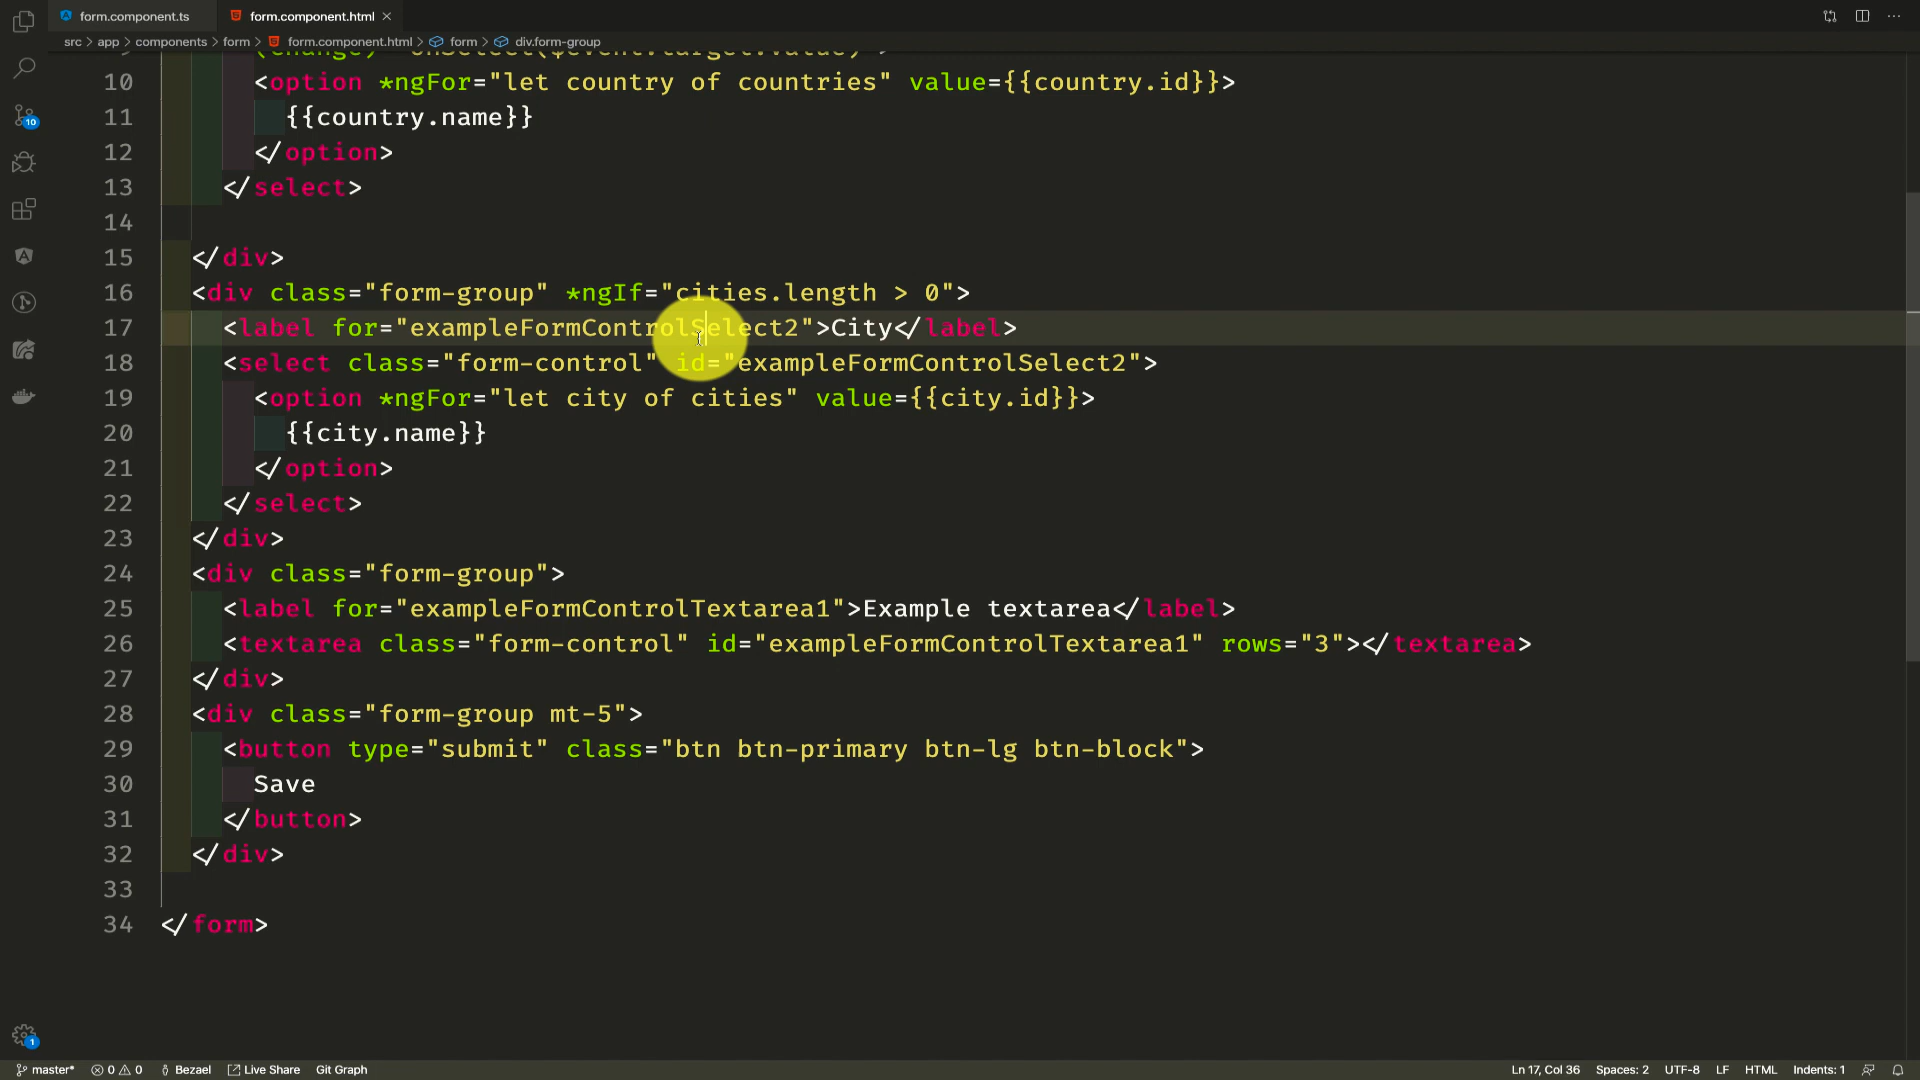 form.component.ts
form.component.html
src > app > components > form > form.component.html > form > div.form-group
(change)="onSelect($event.target.value)">
10 <option *ngFor="let country of countries" value={{country.id}}>
11 {{country.name}}
12 </option>
13 </select>
14
15 </div>
16 <div class="form-group" *ngIf="cities.length > 0">
17 <label for="exampleFormControlSelect2">City</label>
18 <select class="form-control" id="exampleFormControlSelect2">
19 <option *ngFor="let city of cities" value={{city.id}}>
20 {{city.name}}
21 </option>
22 </select>
23 </div>
24 <div class="form-group">
25 <label for="exampleFormControlTextarea1">Example textarea</label>
26 <textarea class="form-control" id="exampleFormControlTextarea1" rows="3"></textarea>
27 </div>
28 <div class="form-group mt-5">
29 <button type="submit" class="btn btn-primary btn-lg btn-block">
30 Save
31 </button>
32 </div>
33
34 </form>
10
1
master* 0 0 Bezael Live Share Git Graph Ln 17, Col 36 Spaces: 2 UTF-8 LF HTML Indents: 1